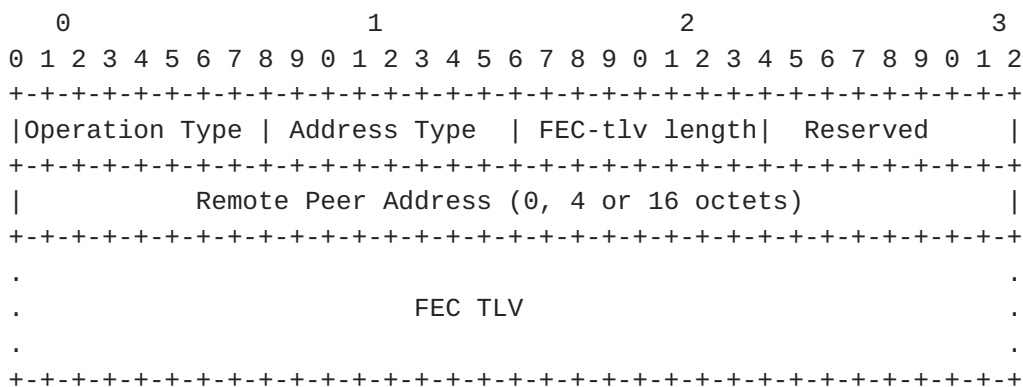 0                   1                   2                   3
0 1 2 3 4 5 6 7 8 9 0 1 2 3 4 5 6 7 8 9 0 1 2 3 4 5 6 7 8 9 0 1 2
+-+-+-+-+-+-+-+-+-+-+-+-+-+-+-+-+-+-+-+-+-+-+-+-+-+-+-+-+-+-+-+-+
|Operation Type | Address Type  | FEC-tlv length|  Reserved     |
+-+-+-+-+-+-+-+-+-+-+-+-+-+-+-+-+-+-+-+-+-+-+-+-+-+-+-+-+-+-+-+-+
|           Remote Peer Address (0, 4 or 16 octets)             |
+-+-+-+-+-+-+-+-+-+-+-+-+-+-+-+-+-+-+-+-+-+-+-+-+-+-+-+-+-+-+-+-+
.                                                               .
.                         FEC TLV                               .
.                                                               .
+-+-+-+-+-+-+-+-+-+-+-+-+-+-+-+-+-+-+-+-+-+-+-+-+-+-+-+-+-+-+-+-+